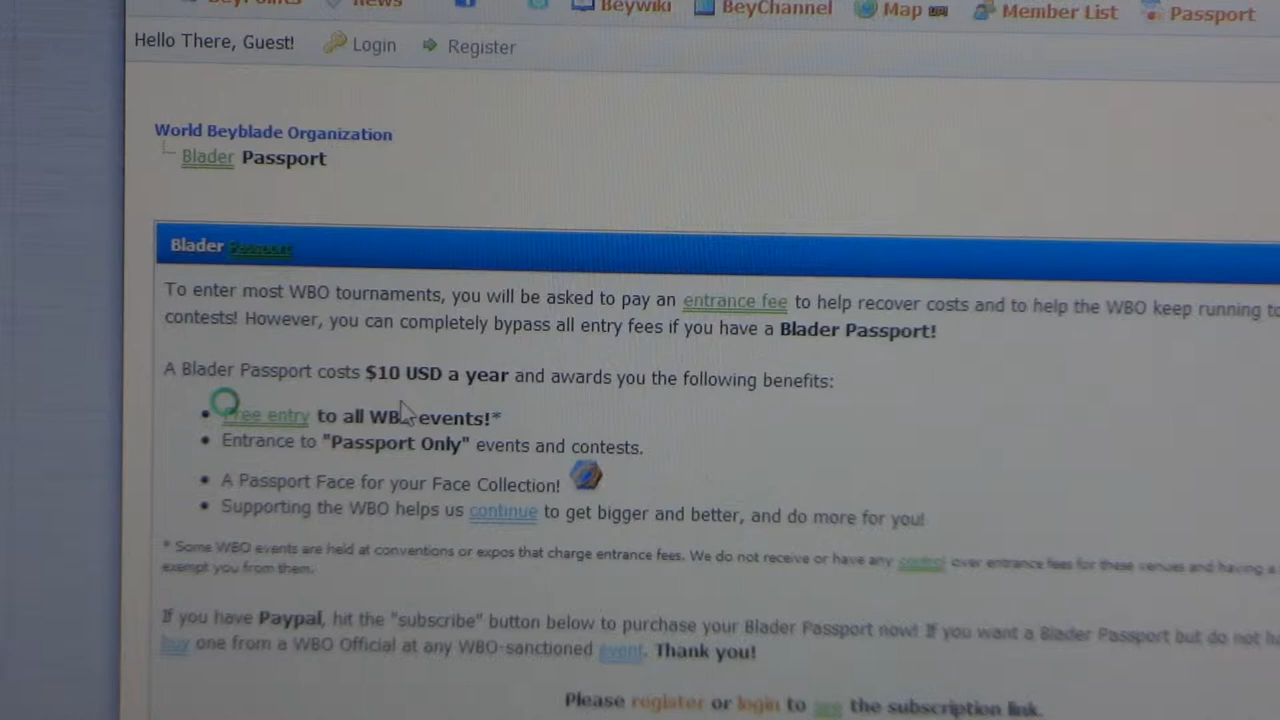 BeyPoints News Beywiki BeyChannel Map Member List Passport
Hello There, Guest! Login Register
World Beyblade Organization
Blader Passport
Blader Passport
To enter most WBO tournaments, you will be asked to pay an entrance fee to help recover costs and to help the WBO keep running to
contests! However, you can completely bypass all entry fees if you have a Blader Passport!
A Blader Passport costs $10 USD a year and awards you the following benefits:
Free entry to all WB events!*
Entrance to "Passport Only" events and contests.
A Passport Face for your Face Collection!
Supporting the WBO helps us continue to get bigger and better, and do more for you!
* Some WBO events are held at conventions or expos that charge entrance fees. We do not receive or have any control over entrance fees for these venues and having a
exempt you from them.
If you have Paypal, hit the "subscribe" button below to purchase your Blader Passport now! If you want a Blader Passport but do not
buy one from a WBO Official at any WBO-sanctioned event. Thank you!
Please register or login to see the subscription link.